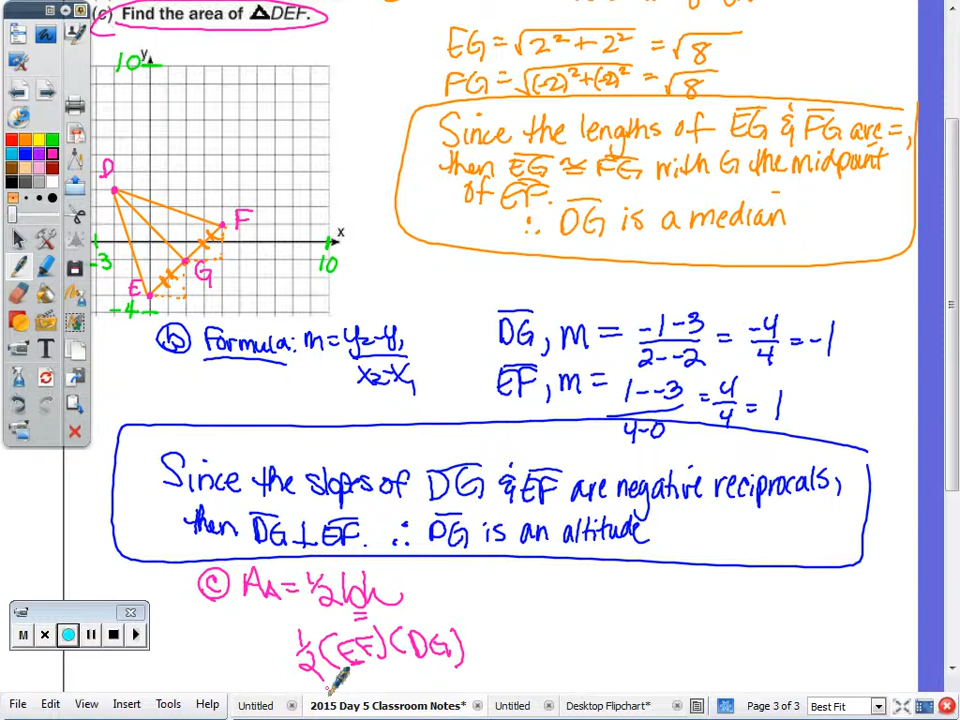 (c) Find the area of △DEF.
EG = √2² + 2² = √8
FG = √(-2)²+(-2)² = √8
Since the lengths of EG & FG are =,
then EG ≅ FG with G the midpoint
of EF.
∴ DG is a median
y
10
D
F
x
-3
G
10
E
-4
(b) Formula: m = y₂-y₁
x₂-x₁
DG, m = -1-3 = -4 = -1
2--2 4
EF, m = 1--3 = 4 = 1
4-0 4
Since the slopes of DG & EF are negative reciprocals,
then DG ⊥ EF. ∴ DG is an altitude
(c) A△ = 1/2 bh
1/2 (EF)(DG)
M
File Edit View Insert Format Tools Help
Untitled 2015 Day 5 Classroom Notes* Untitled Desktop Flipchart* Page 3 of 3 Best Fit